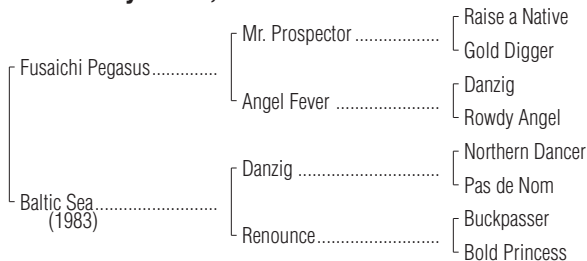 Raise a Native
Mr. Prospector ..................
Gold Digger
Fusaichi Pegasus..............
Danzig
Angel Fever ......................
Rowdy Angel
Northern Dancer
Danzig ..............................
Pas de Nom
Baltic Sea..........................
(1983)
Buckpasser
Renounce..........................
Bold Princess